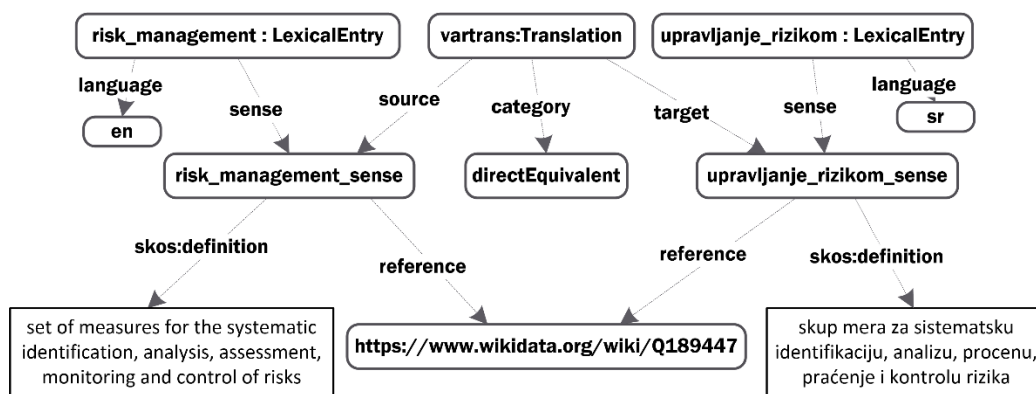 risk_management : LexicalEntry
vartrans:Translation
upravljanje_rizikom : LexicalEntry
language
sense
source
category
target
sense
language
en
sr
risk_management_sense
directEquivalent
upravljanje_rizikom_sense
skos:definition
reference
reference
skos:definition
set of measures for the systematic
identification, analysis, assessment,
monitoring and control of risks
https://www.wikidata.org/wiki/Q189447
skup mera za sistematsku
identifikaciju, analizu, procenu,
praćenje i kontrolu rizika